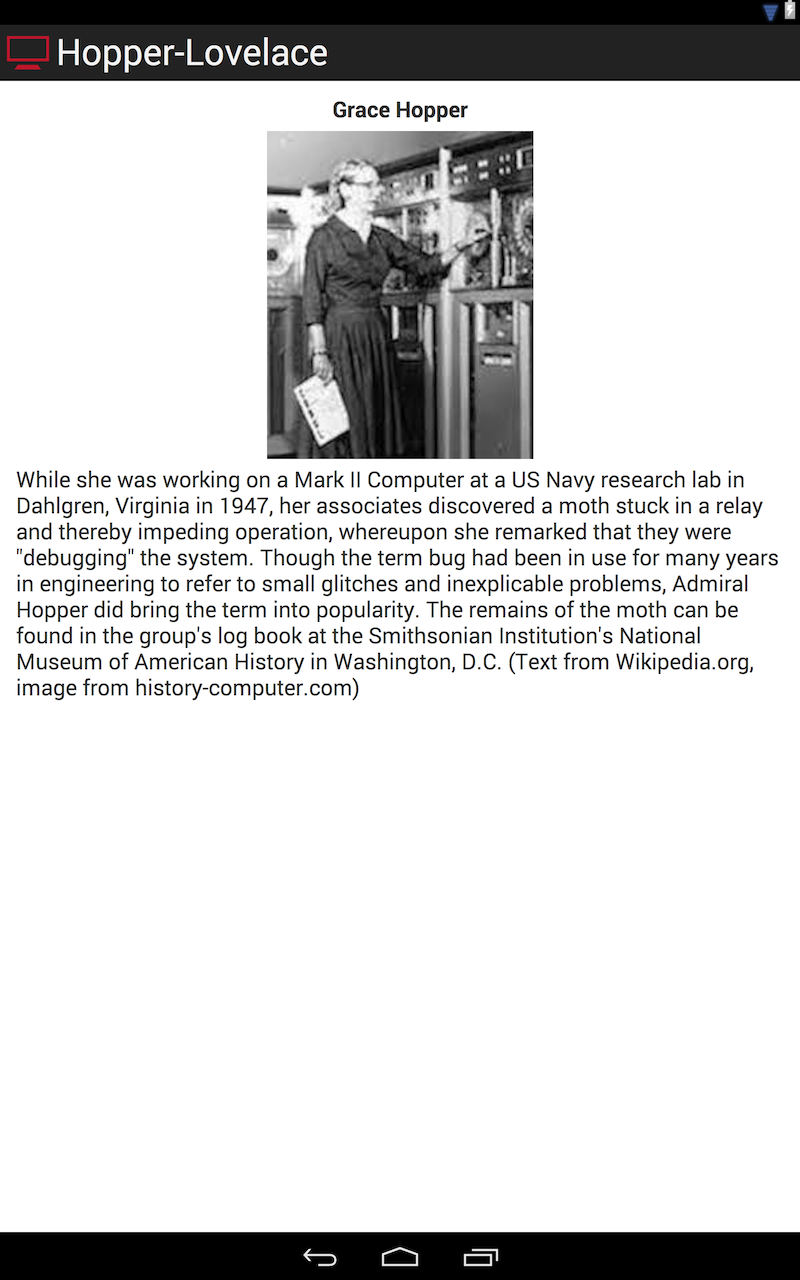 Hopper-Lovelace
Grace Hopper
While she was working on a Mark II Computer at a US Navy research lab in
Dahlgren, Virginia in 1947, her associates discovered a moth stuck in a relay
and thereby impeding operation, whereupon she remarked that they were
"debugging" the system. Though the term bug had been in use for many years
in engineering to refer to small glitches and inexplicable problems, Admiral
Hopper did bring the term into popularity. The remains of the moth can be
found in the group's log book at the Smithsonian Institution's National
Museum of American History in Washington, D.C. (Text from Wikipedia.org,
image from history-computer.com)